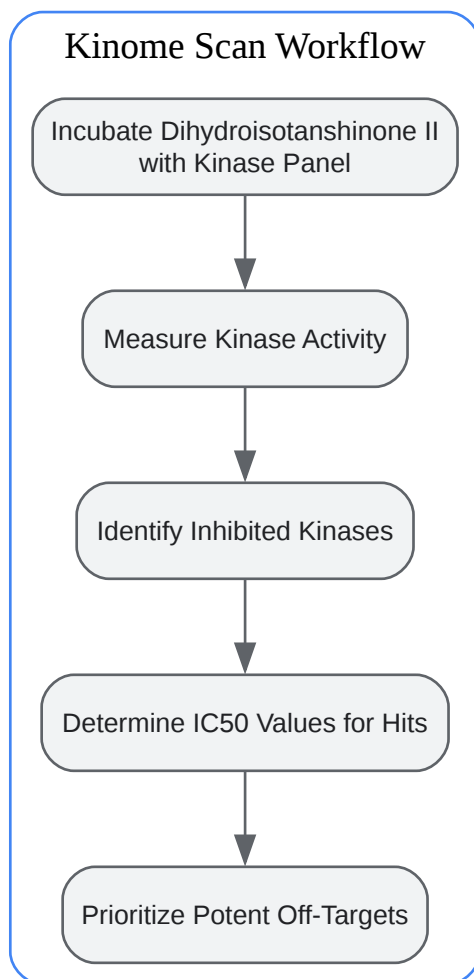 Kinome Scan Workflow
Incubate Dihydroisotanshinone II
with Kinase Panel
Measure Kinase Activity
Identify Inhibited Kinases
Determine IC50 Values for Hits
Prioritize Potent Off-Targets